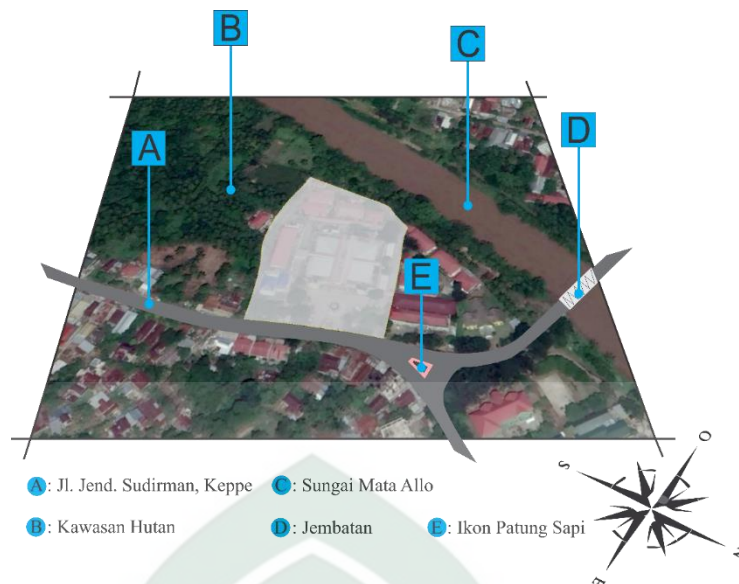 B
C
D
A
E
A : Jl. Jend. Sudirman, Keppe
C : Sungai Mata Allo
B : Kawasan Hutan
D : Jembatan
E : Ikon Patung Sapi
O
S
N
E